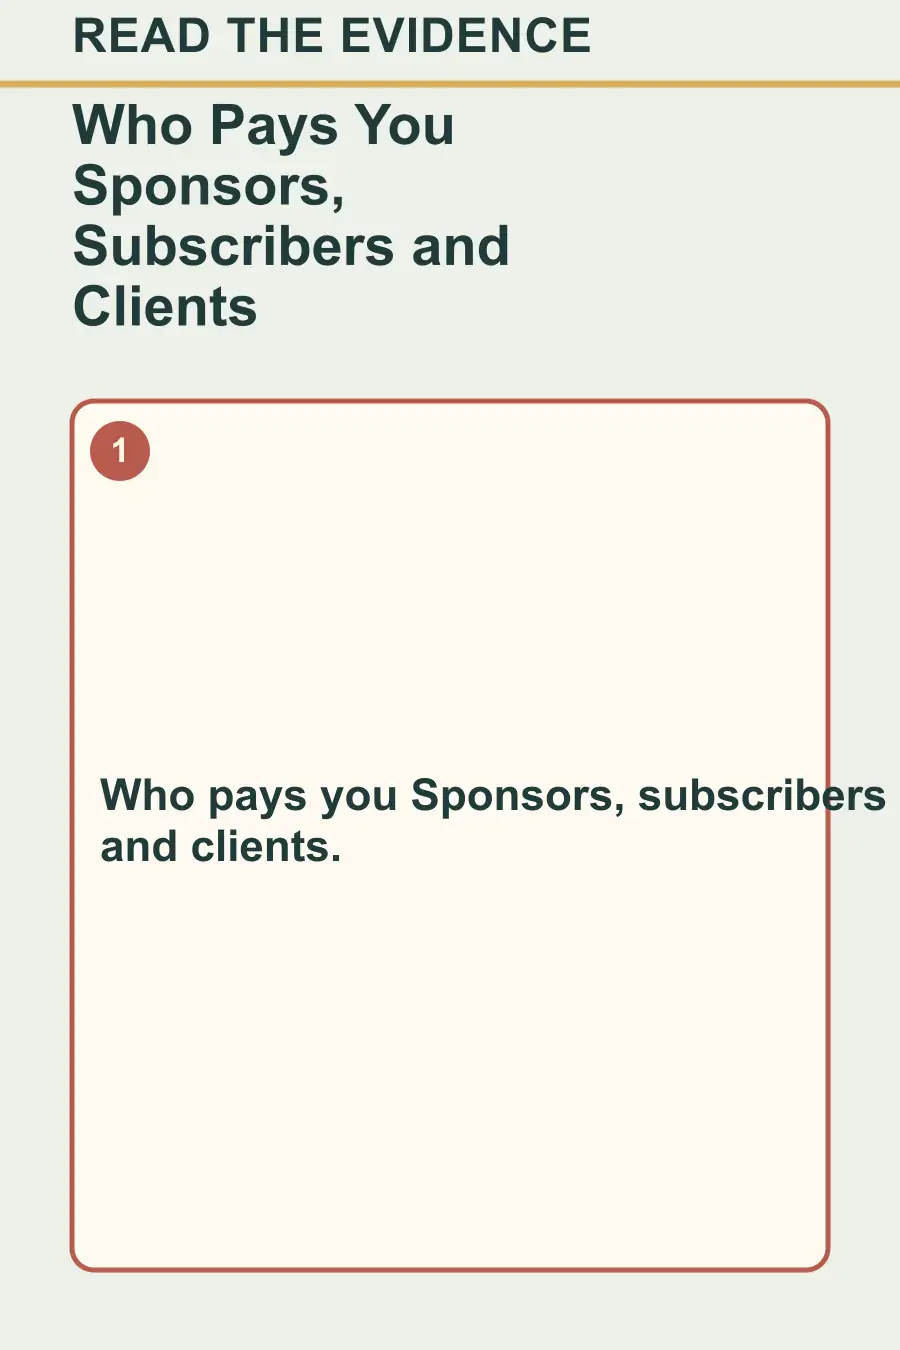 READ THE EVIDENCE
Who Pays You
Sponsors,
Subscribers and
Clients
1
Who pays you Sponsors, subscribers
and clients.